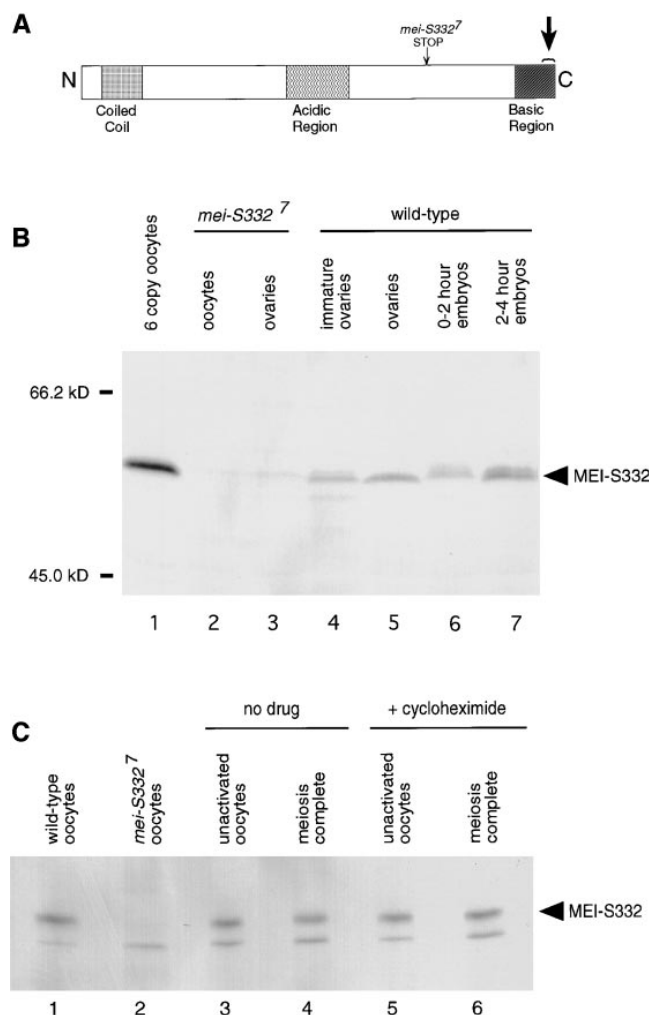 A
mei-S332⁷
STOP
N
C
Coiled
Coil
Acidic
Region
Basic
Region
B
mei-S332 ⁷
wild-type
6 copy oocytes
oocytes
ovaries
immature
ovaries
ovaries
0-2 hour
embryos
2-4 hour
embryos
66.2 kD
MEI-S332
45.0 kD
1 2 3 4 5 6 7
C
no drug
+ cycloheximide
wild-type
oocytes
mei-S332⁷
oocytes
unactivated
oocytes
meiosis
complete
unactivated
oocytes
meiosis
complete
MEI-S332
1 2 3 4 5 6